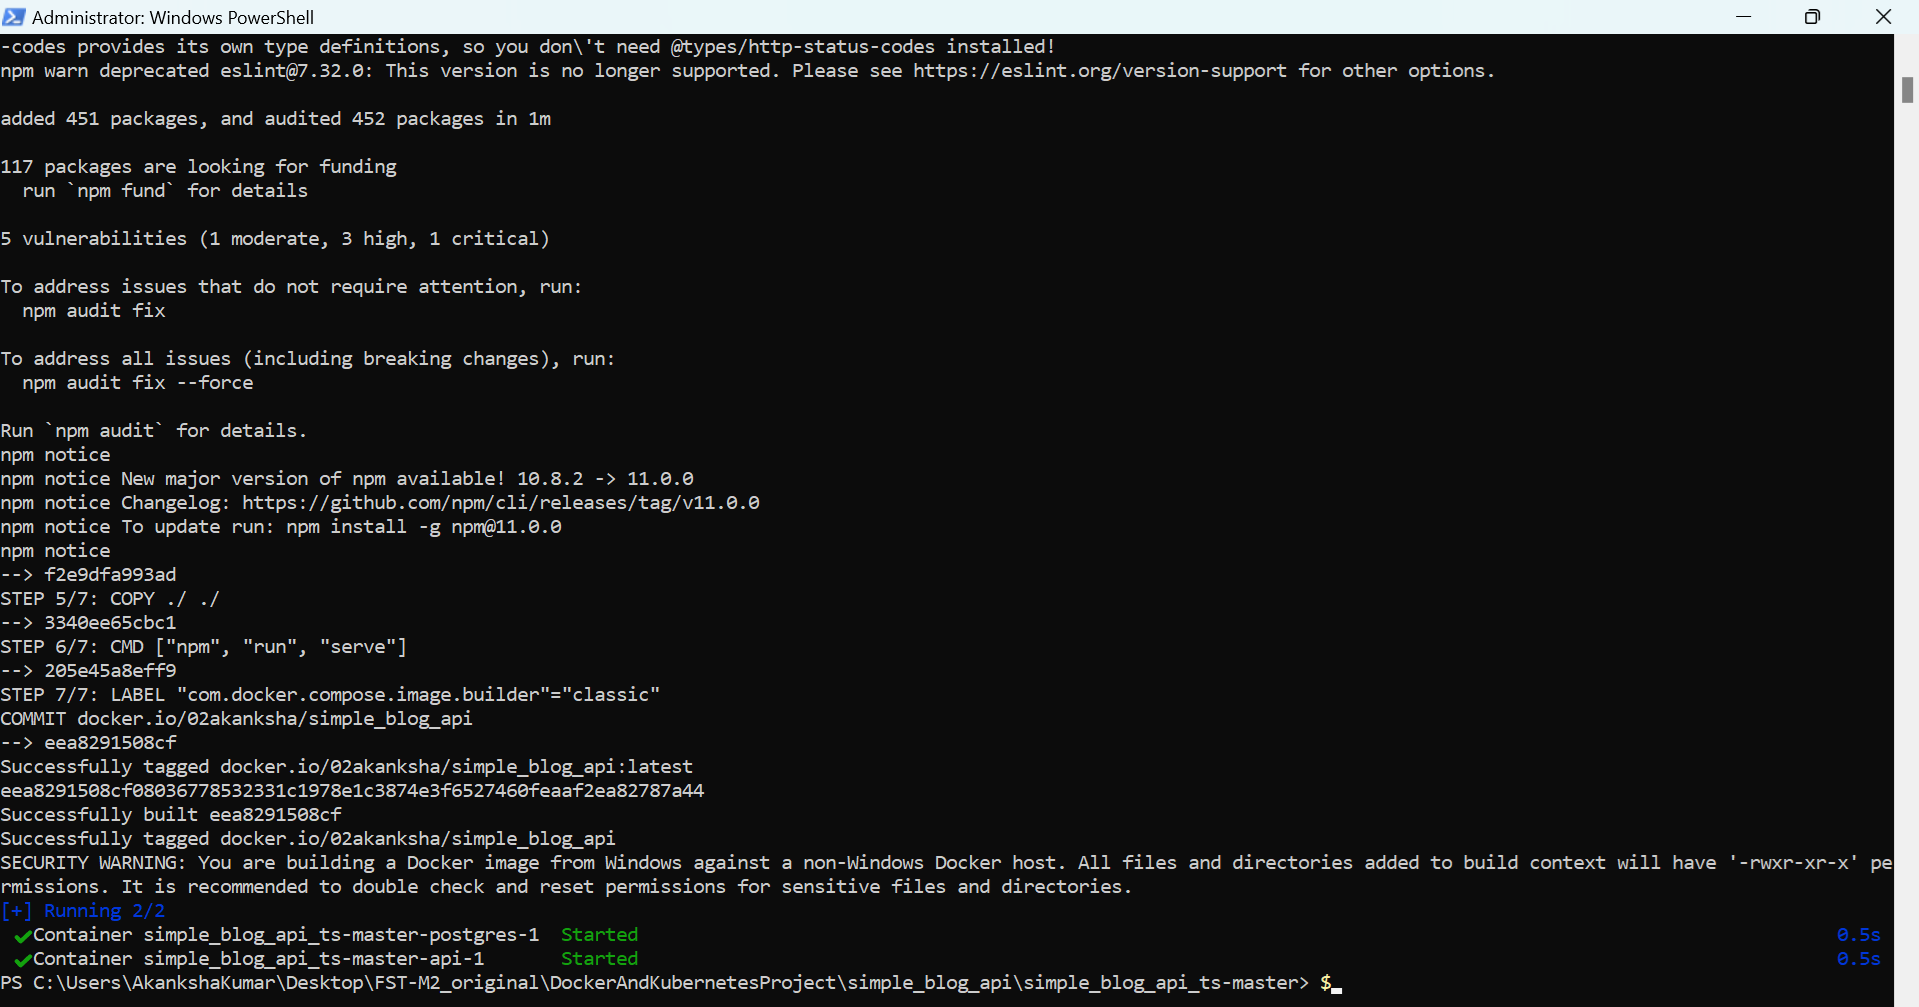 Administrator: Windows PowerShell
-codes provides its own type definitions, so you don\'t need @types/http-status-codes installed!
npm warn deprecated eslint@7.32.0: This version is no longer supported. Please see https://eslint.org/version-support for other options.
added 451 packages, and audited 452 packages in 1m
117 packages are looking for funding
  run `npm fund` for details
5 vulnerabilities (1 moderate, 3 high, 1 critical)
To address issues that do not require attention, run:
  npm audit fix
To address all issues (including breaking changes), run:
  npm audit fix --force
Run `npm audit` for details.
npm notice
npm notice New major version of npm available! 10.8.2 -> 11.0.0
npm notice Changelog: https://github.com/npm/cli/releases/tag/v11.0.0
npm notice To update run: npm install -g npm@11.0.0
npm notice
--> f2e9dfa993ad
STEP 5/7: COPY ./ ./
--> 3340ee65cbc1
STEP 6/7: CMD ["npm", "run", "serve"]
--> 205e45a8eff9
STEP 7/7: LABEL "com.docker.compose.image.builder"="classic"
COMMIT docker.io/02akanksha/simple_blog_api
--> eea8291508cf
Successfully tagged docker.io/02akanksha/simple_blog_api:latest
eea8291508cf08036778532331c1978e1c3874e3f6527460feaaf2ea82787a44
Successfully built eea8291508cf
Successfully tagged docker.io/02akanksha/simple_blog_api
SECURITY WARNING: You are building a Docker image from Windows against a non-Windows Docker host. All files and directories added to build context will have '-rwxr-xr-x' pe
rmissions. It is recommended to double check and reset permissions for sensitive files and directories.
[+] Running 2/2
Container simple_blog_api_ts-master-postgres-1  Started 0.5s
Container simple_blog_api_ts-master-api-1       Started 0.5s
PS C:\Users\AkankshaKumar\Desktop\FST-M2_original\DockerAndKubernetesProject\simple_blog_api\simple_blog_api_ts-master> $_